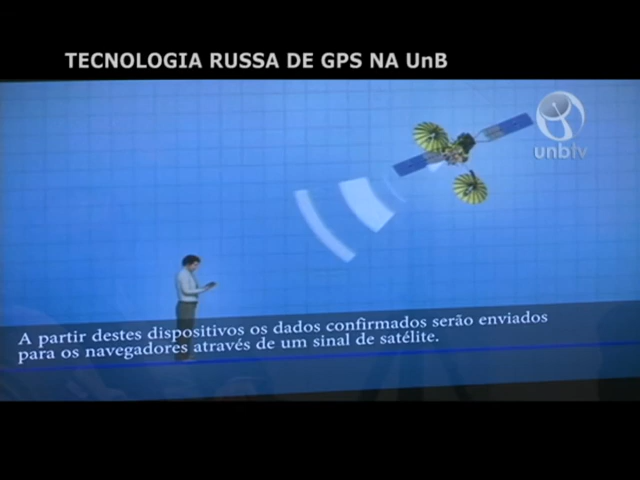 TECNOLOGIA RUSSA DE GPS NA UnB
unbtv
A partir destes dispositivos os dados confirmados serão enviados
para os navegadores através de um sinal de satélite.